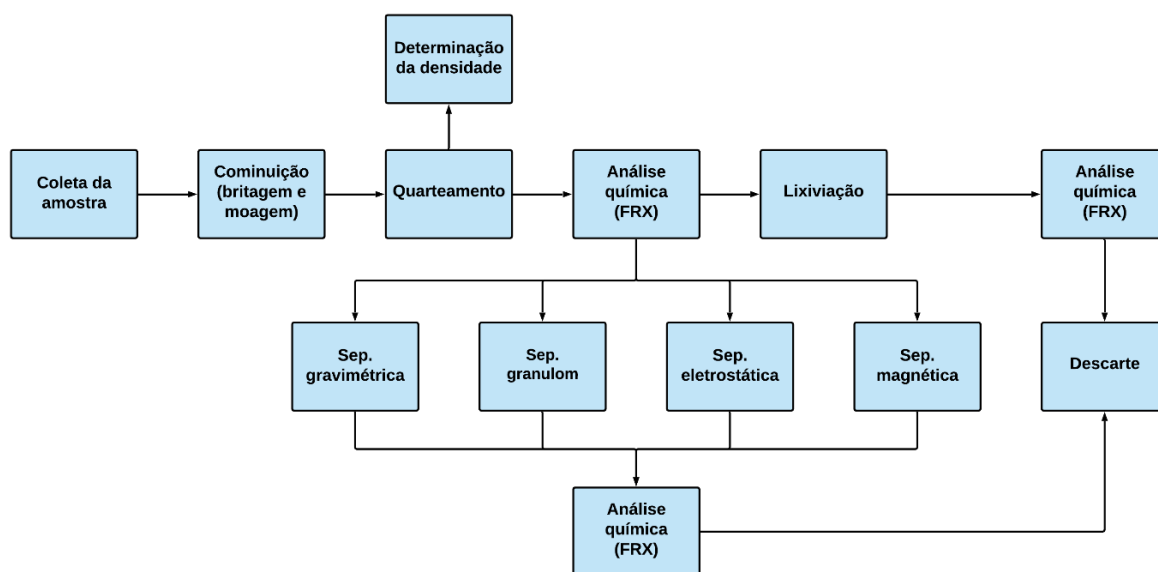 Determinação
da densidade
Coleta da
amostra
Cominuição
(britagem e
moagem)
Quarteamento
Análise
química
(FRX)
Lixiviação
Análise
química
(FRX)
Sep.
gravimétrica
Sep.
granulom
Sep.
eletrostática
Sep.
magnética
Descarte
Análise
química
(FRX)